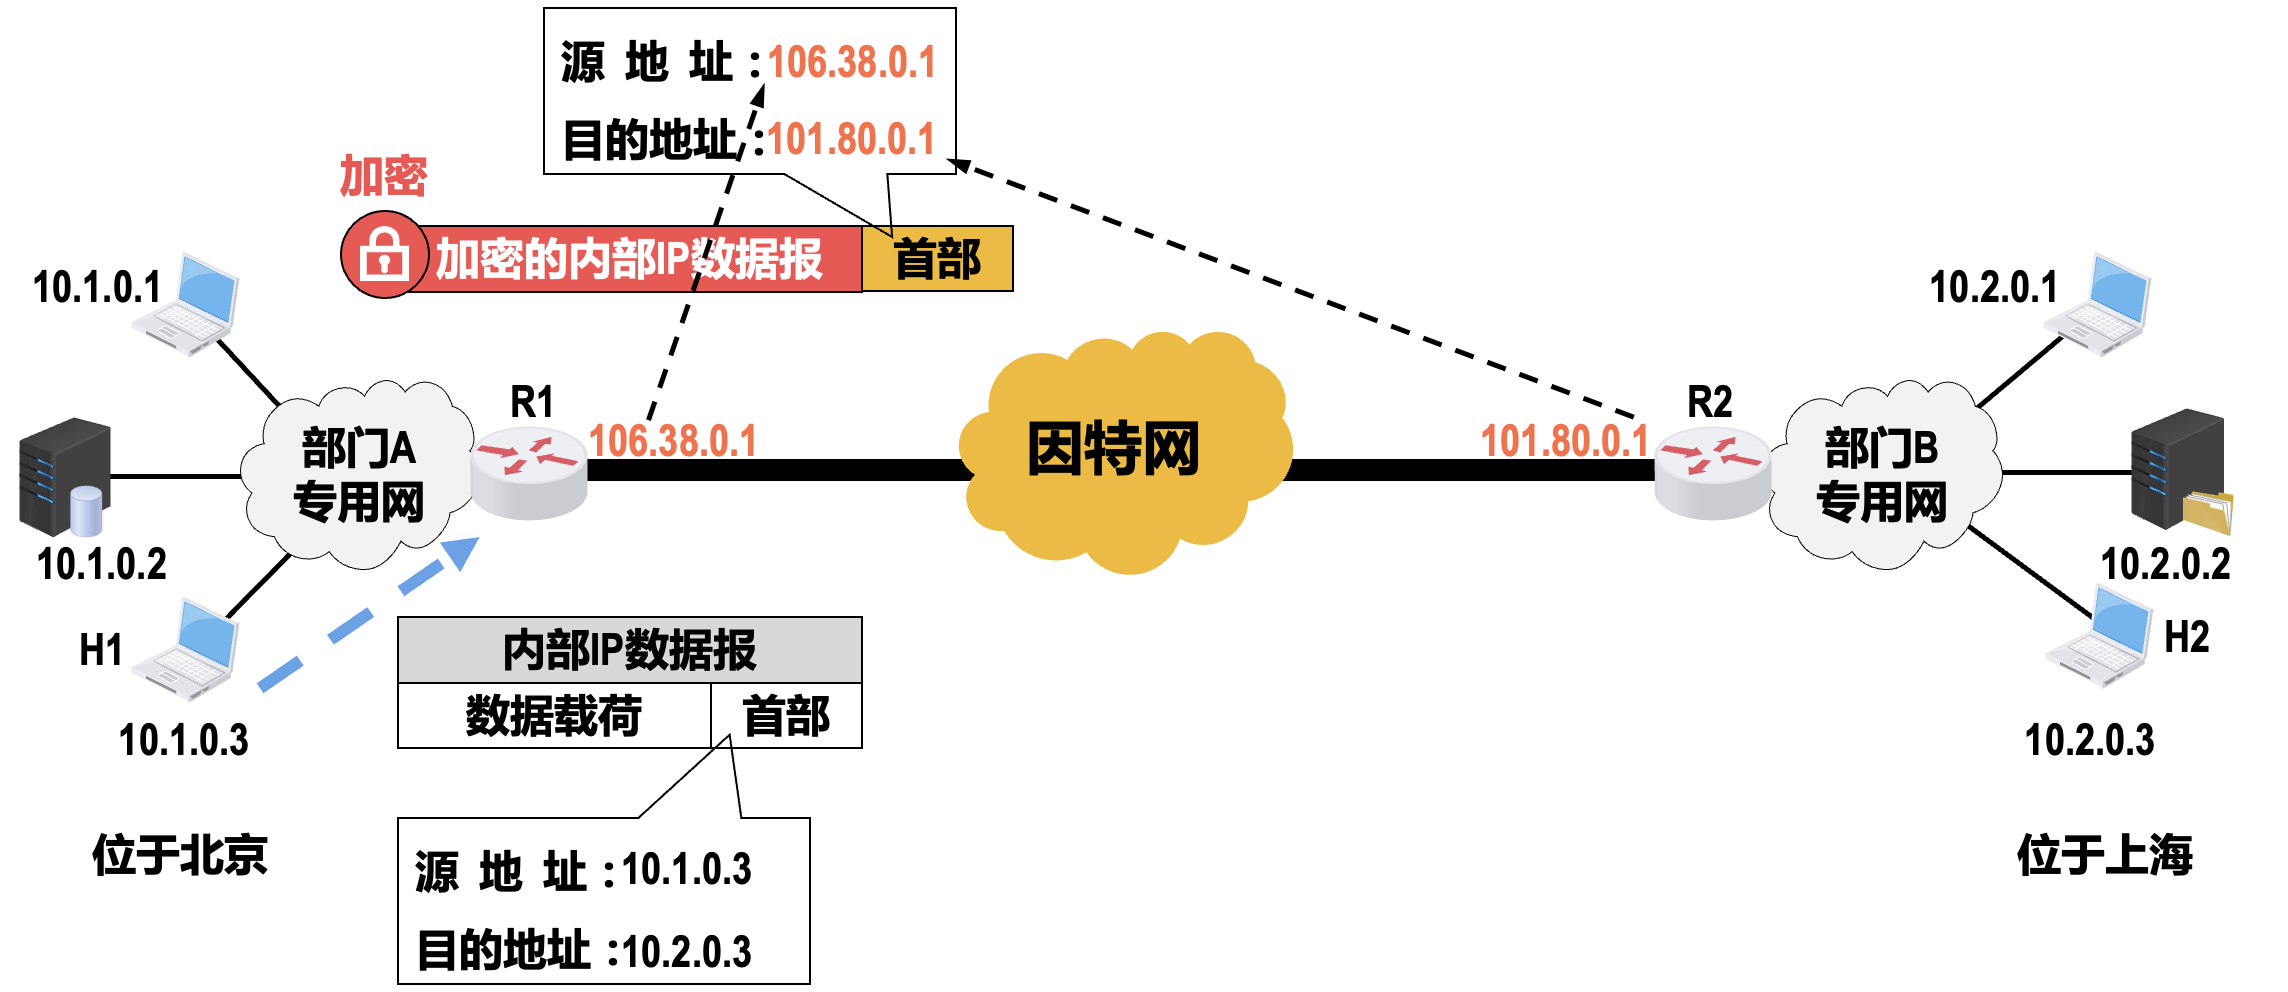 源地址:106.38.0.1
目的地址:101.80.0.1
加密
加密的内部IP数据报
首部
10.1.0.1
10.2.0.1
R1
R2
106.38.0.1
101.80.0.1
部门A
专用网
因特网
部门B
专用网
10.1.0.2
10.2.0.2
H1
H2
内部IP数据报
数据载荷
首部
10.1.0.3
10.2.0.3
位于北京
位于上海
源地址:10.1.0.3
目的地址:10.2.0.3